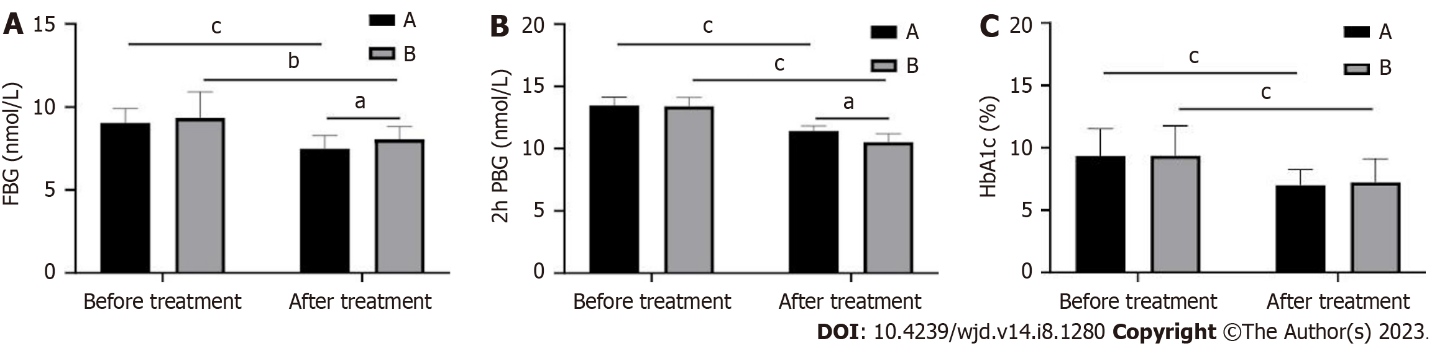 A
FBG (nmol/L)
15
10
5
0
c
b
a
A
B
Before treatment
After treatment
B
2h PBG (nmol/L)
20
15
10
5
0
c
c
a
A
B
Before treatment
After treatment
C
HbA1c (%)
20
15
10
5
0
c
c
A
B
Before treatment
After treatment
DOI: 10.4239/wjd.v14.i8.1280 Copyright ©The Author(s) 2023.